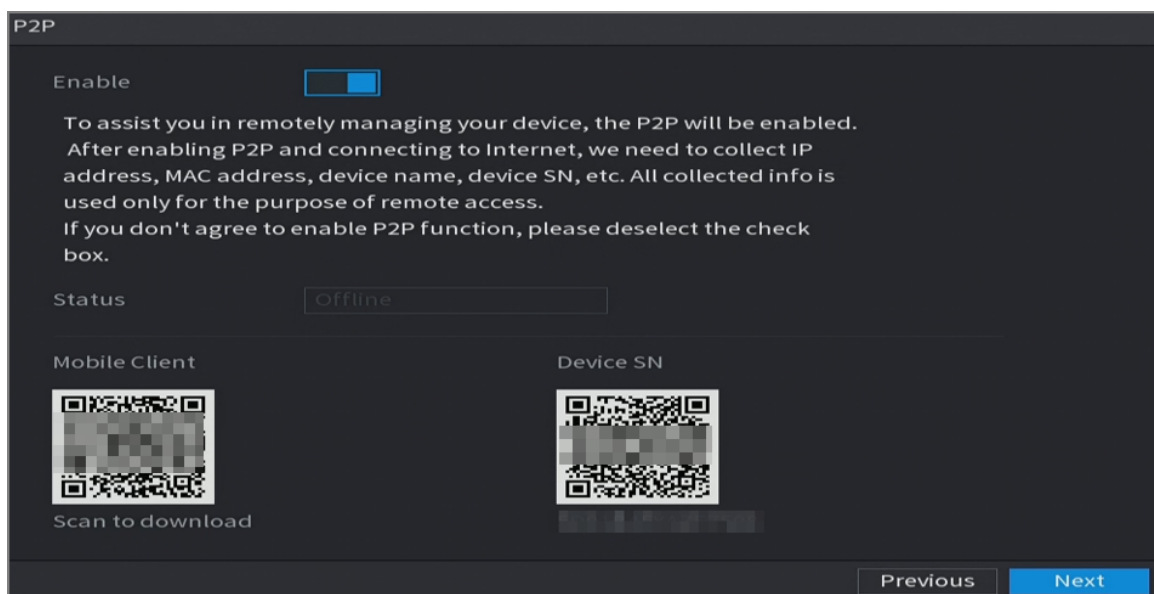 P2P
Enable
To assist you in remotely managing your device, the P2P will be enabled.
After enabling P2P and connecting to Internet, we need to collect IP
address, MAC address, device name, device SN, etc. All collected info is
used only for the purpose of remote access.
If you don't agree to enable P2P function, please deselect the check
box.
Status
Offline
Mobile Client
Device SN
Scan to download
Previous
Next